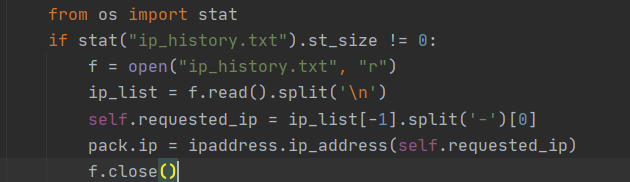 from os import stat
if stat("ip_history.txt").st_size != 0:
    f = open("ip_history.txt", "r")
    ip_list = f.read().split('\n')
    self.requested_ip = ip_list[-1].split('-')[0]
    pack.ip = ipaddress.ip_address(self.requested_ip)
    f.close()